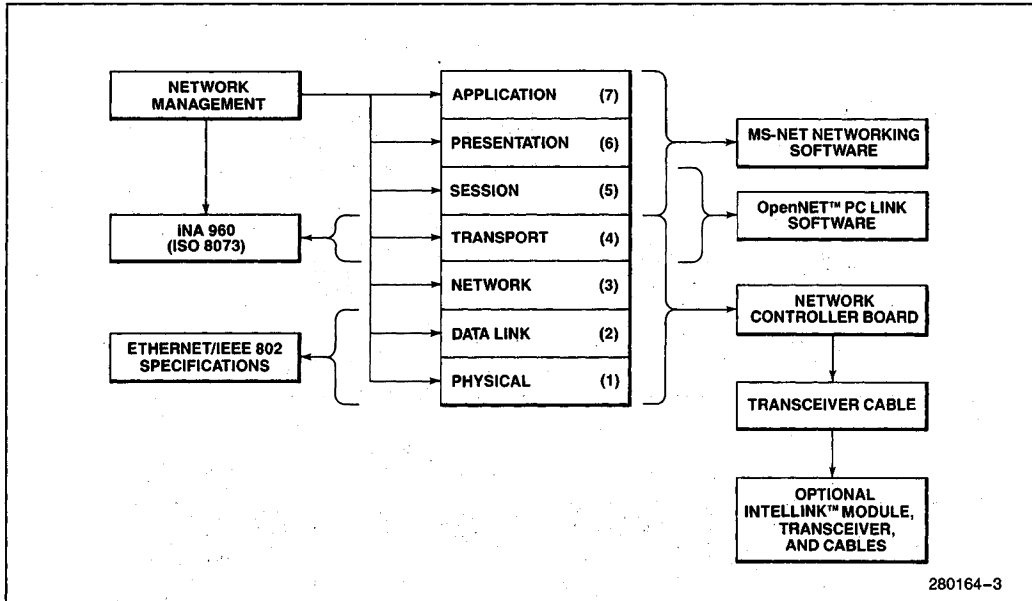 NETWORK
MANAGEMENT
iNA 960
(ISO 8073)
ETHERNET/IEEE 802
SPECIFICATIONS
APPLICATION (7)
PRESENTATION (6)
SESSION (5)
TRANSPORT (4)
NETWORK (3)
DATA LINK (2)
PHYSICAL (1)
MS-NET NETWORKING
SOFTWARE
OpenNET™ PC LINK
SOFTWARE
NETWORK
CONTROLLER BOARD
TRANSCEIVER CABLE
OPTIONAL
INTELLINK™ MODULE,
TRANSCEIVER,
AND CABLES
280164-3